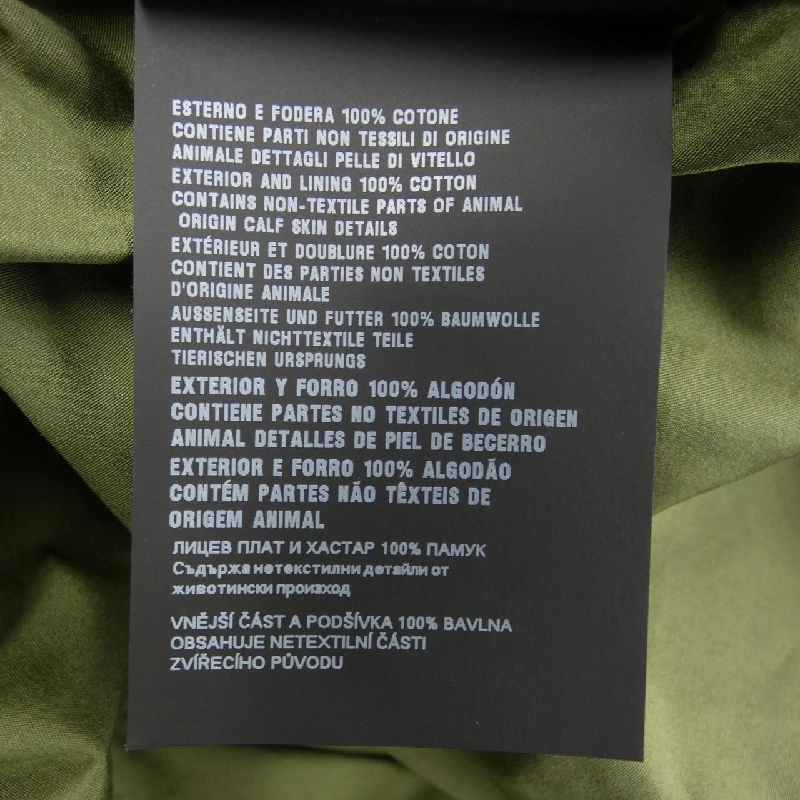 ESTERNO E FODERA 100% COTONE
CONTIENE PARTI NON TESSILI DI ORIGINE
ANIMALE DETTAGLI PELLE DI VITELLO
EXTERIOR AND LINING 100% COTTON
CONTAINS NON-TEXTILE PARTS OF ANIMAL
ORIGIN CALF SKIN DETAILS
EXTÉRIEUR ET DOUBLURE 100% COTON
CONTIENT DES PARTIES NON TEXTILES
D'ORIGINE ANIMALE
AUSSENSEITE UND FUTTER 100% BAUMWOLLE
ENTHÄLT NICHTTEXTILE TEILE
TIERISCHEN URSPRUNGS
EXTERIOR Y FORRO 100% ALGODÓN
CONTIENE PARTES NO TEXTILES DE ORIGEN
ANIMAL DETALLES DE PIEL DE BECERRO
EXTERIOR E FORRO 100% ALGODÃO
CONTÉM PARTES NÃO TÊXTEIS DE
ORIGEM ANIMAL
ЛИЦЕВ ПЛАТ И ХАСТАР 100% ПАМУК
Съдържа нетекстилни детайли от
животински произход
VNĚJŠÍ ČÁST A PODŠÍVKA 100% BAVLNA
OBSAHUJE NETEXTILNÍ ČÁSTI
ZVÍŘECÍHO PŮVODU